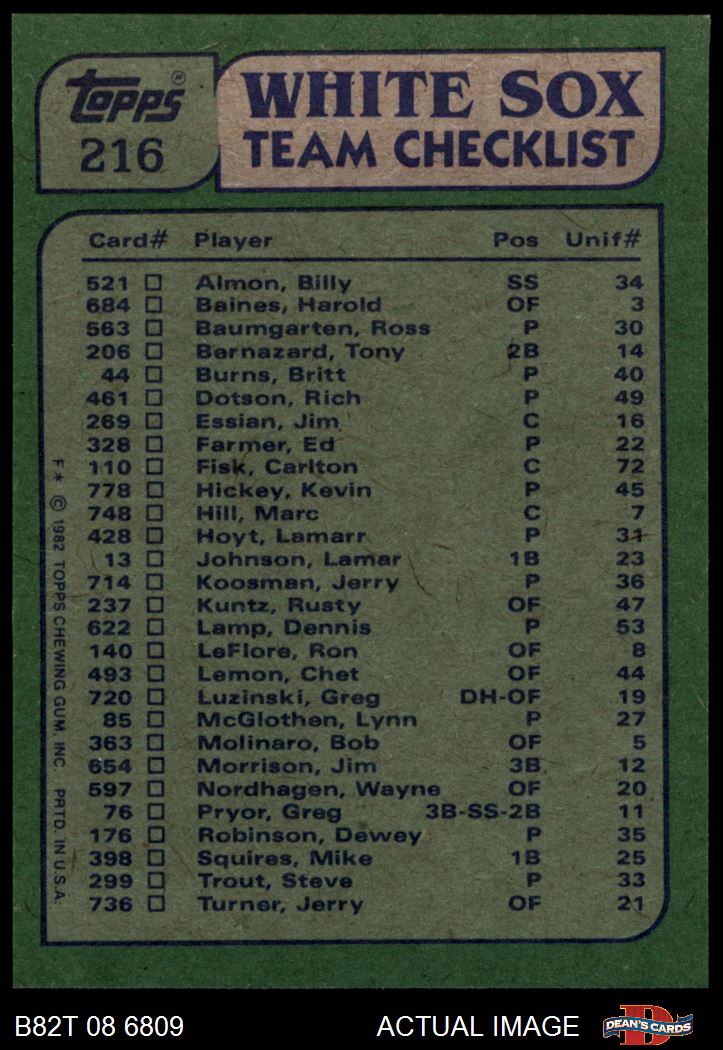 Topps®
216
WHITE SOX
TEAM CHECKLIST
Card# Player Pos Unif#
521 Almon, Billy SS 34
684 Baines, Harold OF 3
563 Baumgarten, Ross P 30
206 Bernazard, Tony 2B 14
44 Burns, Britt P 40
461 Dotson, Rich P 49
269 Essian, Jim C 16
328 Farmer, Ed P 22
110 Fisk, Carlton C 72
778 Hickey, Kevin P 45
748 Hill, Marc C 7
428 Hoyt, Lamarr P 31
13 Johnson, Lamar 1B 23
714 Koosman, Jerry P 36
237 Kuntz, Rusty OF 47
622 Lamp, Dennis P 53
140 LeFlore, Ron OF 8
493 Lemon, Chet OF 44
720 Luzinski, Greg DH-OF 19
85 McGlothen, Lynn P 27
363 Molinaro, Bob OF 5
654 Morrison, Jim 3B 12
597 Nordhagen, Wayne OF 20
76 Pryor, Greg 3B-SS-2B 11
176 Robinson, Dewey P 35
398 Squires, Mike 1B 25
299 Trout, Steve P 33
736 Turner, Jerry OF 21
F* © 1982 TOPPS CHEWING GUM, INC. PRTD. IN U.S.A.
B82T 08 6809 ACTUAL IMAGE
D
DEAN'S CARDS